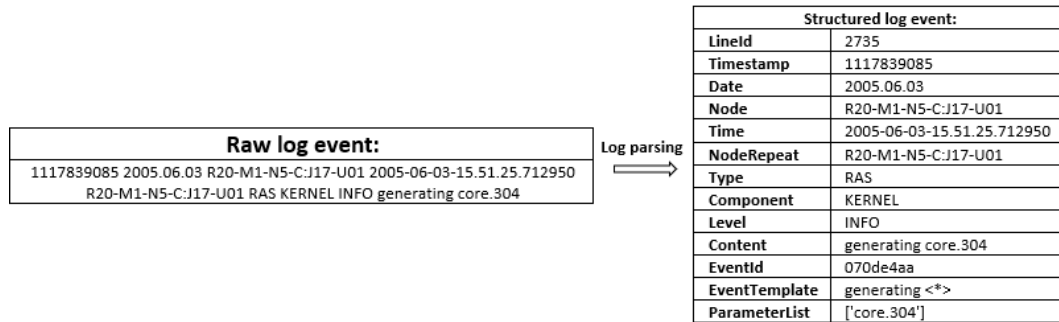 Raw log event:
1117839085 2005.06.03 R20-M1-N5-C:J17-U01 2005-06-03-15.51.25.712950
R20-M1-N5-C:J17-U01 RAS KERNEL INFO generating core.304
Log parsing
Structured log event:
LineId 2735
Timestamp 1117839085
Date 2005.06.03
Node R20-M1-N5-C:J17-U01
Time 2005-06-03-15.51.25.712950
NodeRepeat R20-M1-N5-C:J17-U01
Type RAS
Component KERNEL
Level INFO
Content generating core.304
EventId 070de4aa
EventTemplate generating <*>
ParameterList ['core.304']